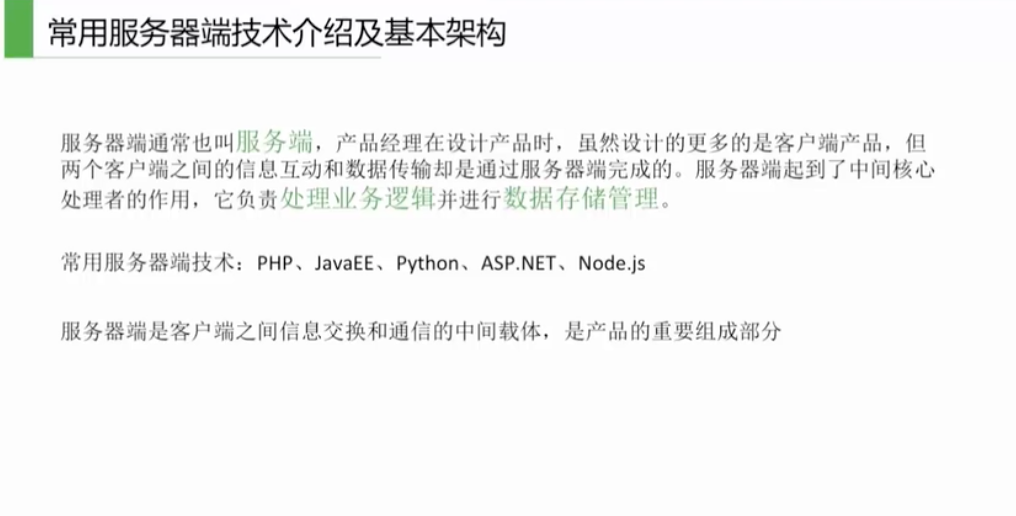 常用服务器端技术介绍及基本架构
服务器端通常也叫服务端，产品经理在设计产品时，虽然设计的更多的是客户端产品，但
两个客户端之间的信息互动和数据传输却是通过服务器端完成的。服务器端起到了中间核心
处理者的作用，它负责处理业务逻辑并进行数据存储管理。
常用服务器端技术：PHP、JavaEE、Python、ASP.NET、Node.js
服务器端是客户端之间信息交换和通信的中间载体，是产品的重要组成部分